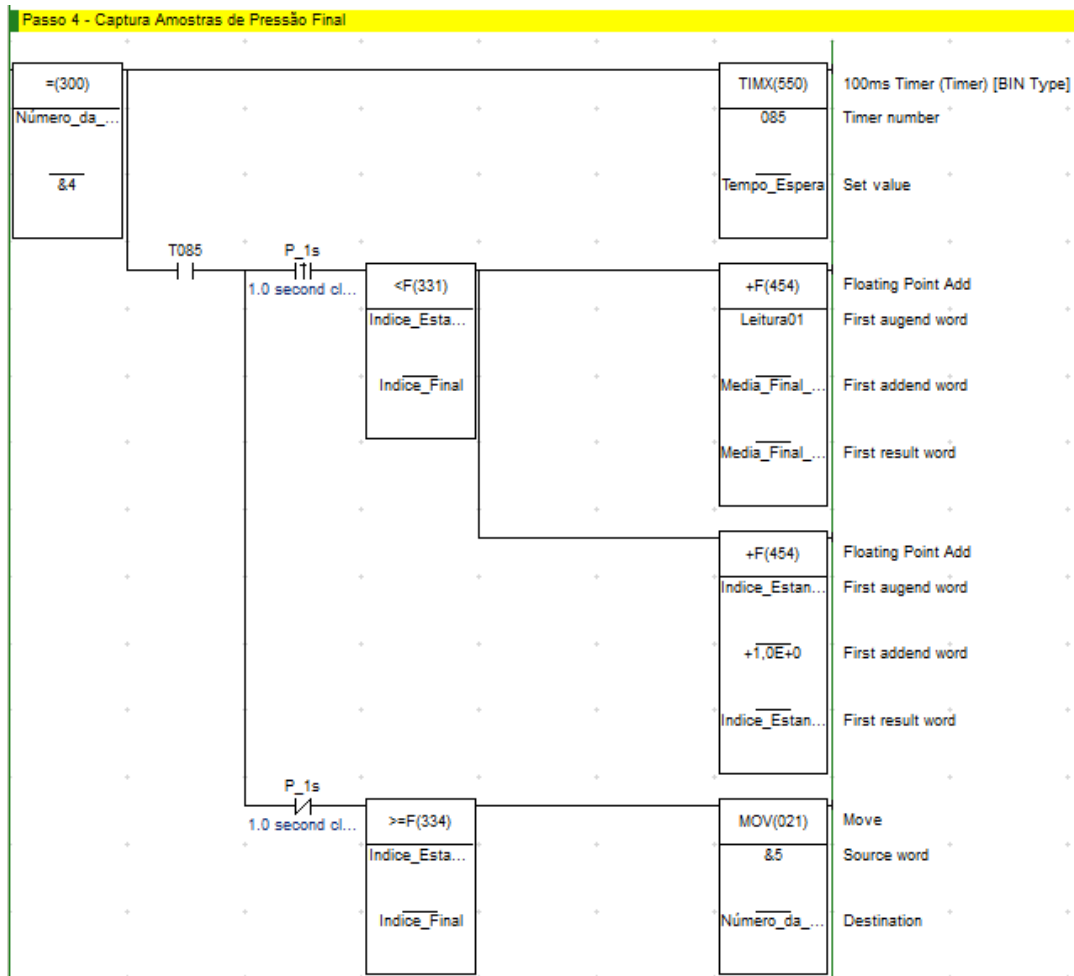 Passo 4 - Captura Amostras de Pressão Final
=(300)
Número_da_...
&4
TIMX(550)
100ms Timer (Timer) [BIN Type]
085
Timer number
Tempo_Espera
Set value
T085
P_1s
1.0 second cl...
<F(331)
Indice_Esta...
Indice_Final
+F(454)
Floating Point Add
Leitura01
First augend word
Media_Final_...
First addend word
Media_Final_...
First result word
+F(454)
Floating Point Add
Indice_Estan...
First augend word
+1,0E+0
First addend word
Indice_Estan...
First result word
P_1s
1.0 second cl...
>=F(334)
Indice_Esta...
Indice_Final
MOV(021)
Move
&5
Source word
Número_da_...
Destination